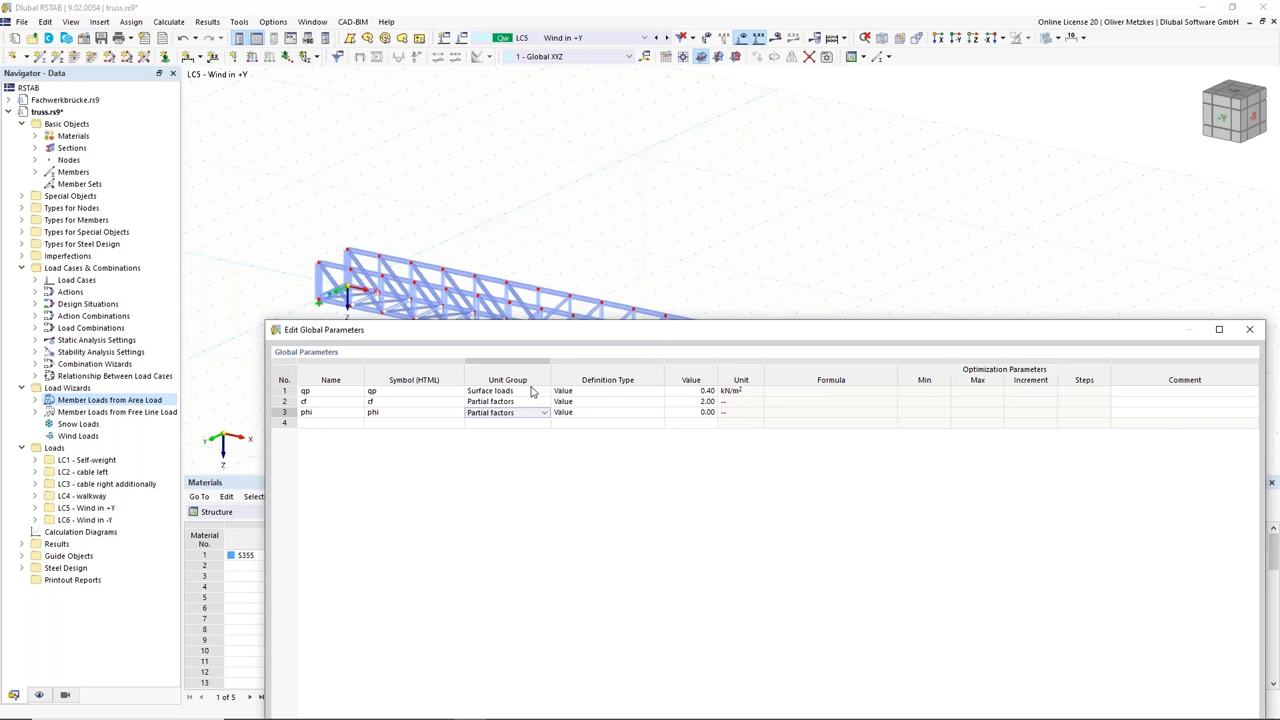 Dlubal RSTAB | 9.02.0054 | truss.rs9*
File Edit View Insert Assign Calculate Results Tools Options Window CAD-BIM Help
Online License 20 | Oliver Metzkes | Dlubal Software GmbH
Qw LC5 Wind in +Y
1 - Global XYZ
Navigator - Data
LC5 - Wind in +Y
RSTAB
Fachwerkbrücke.rs9
truss.rs9*
Basic Objects
Materials
Sections
Nodes
Members
Member Sets
Special Objects
Types for Nodes
Types for Members
Types for Special Objects
Types for Steel Design
Imperfections
Load Cases & Combinations
Load Cases
Actions
Design Situations
Action Combinations
Load Combinations
Static Analysis Settings
Stability Analysis Settings
Combination Wizards
Relationship Between Load Cases
Load Wizards
Member Loads from Area Load
Member Loads from Free Line Load
Snow Loads
Wind Loads
Loads
LC1 - Self-weight
LC2 - cable left
LC3 - cable right additionally
LC4 - walkway
LC5 - Wind in +Y
LC6 - Wind in -Y
Calculation Diagrams
Results
Guide Objects
Steel Design
Printout Reports
-Y -X
Z
Y X
Z
Edit Global Parameters
Global Parameters
Optimization Parameters
No. Name Symbol (HTML) Unit Group Definition Type Value Unit Formula Min Max Increment Steps Comment
1 qp qp Surface loads Value 0.40 kN/m²
2 cf cf Partial factors Value 2.00 --
3 phi phi Partial factors Value 0.00 --
4
Materials
Go To Edit Selecti
Structure
Material
No.
1 S355
2
3
4
5
6
7
8
9
10
11
12
13
1 of 5